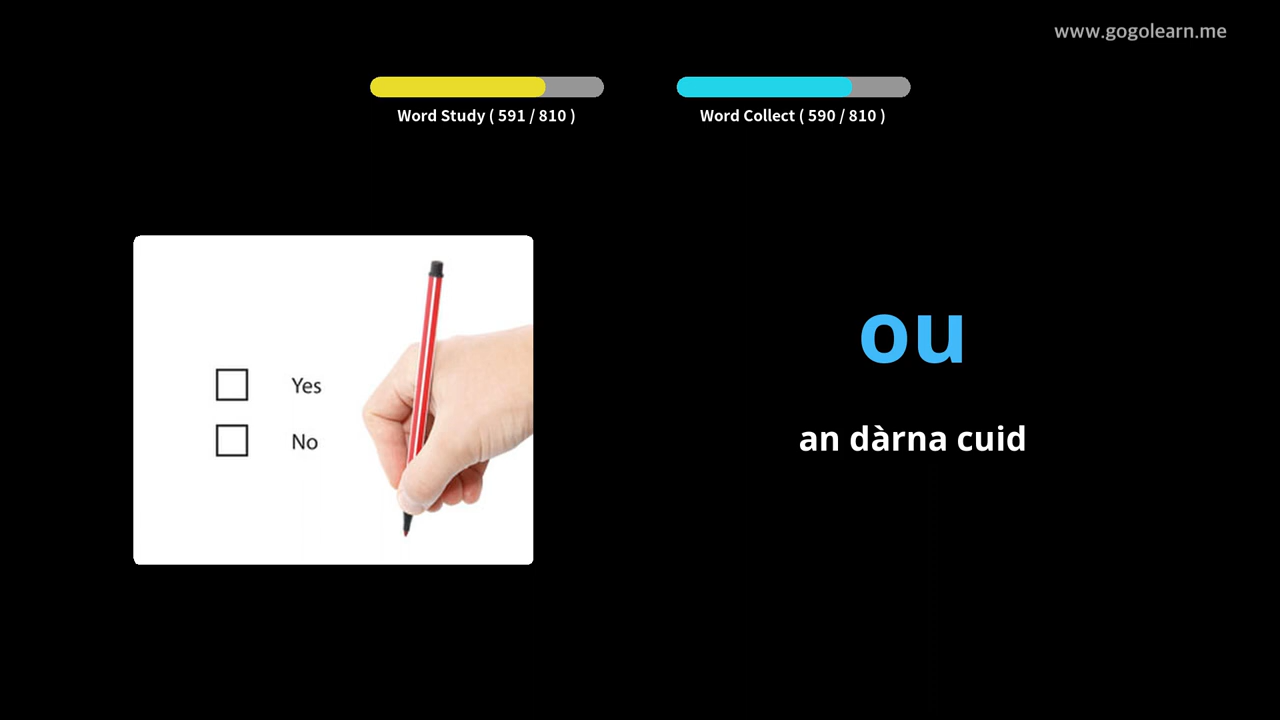 www.gogolearn.me
Word Study ( 591 / 810 )
Word Collect ( 590 / 810 )
Yes
No
ou
an dàrna cuid